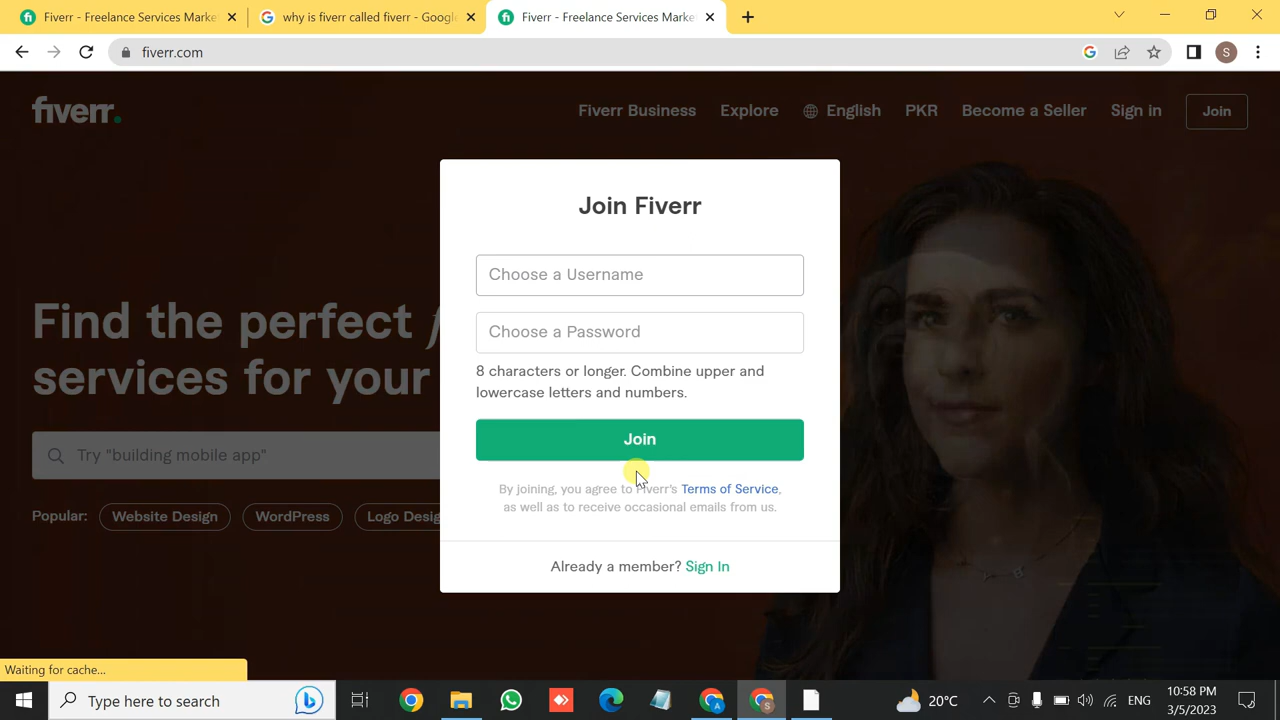 Fiverr - Freelance Services Marke
why is fiverr called fiverr - Google
Fiverr - Freelance Services Marke
fiverr.com
S
fiverr.
Fiverr Business
Explore
English
PKR
Become a Seller
Sign in
Join
Join Fiverr
Choose a Username
Choose a Password
8 characters or longer. Combine upper and
lowercase letters and numbers.
Join
By joining, you agree to Fiverr's Terms of Service,
as well as to receive occasional emails from us.
Already a member? Sign In
Find the perfect
services for your
Try "building mobile app"
Popular:
Website Design
WordPress
Logo Desig
Waiting for cache...
Type here to search
20°C
ENG
10:58 PM
3/5/2023